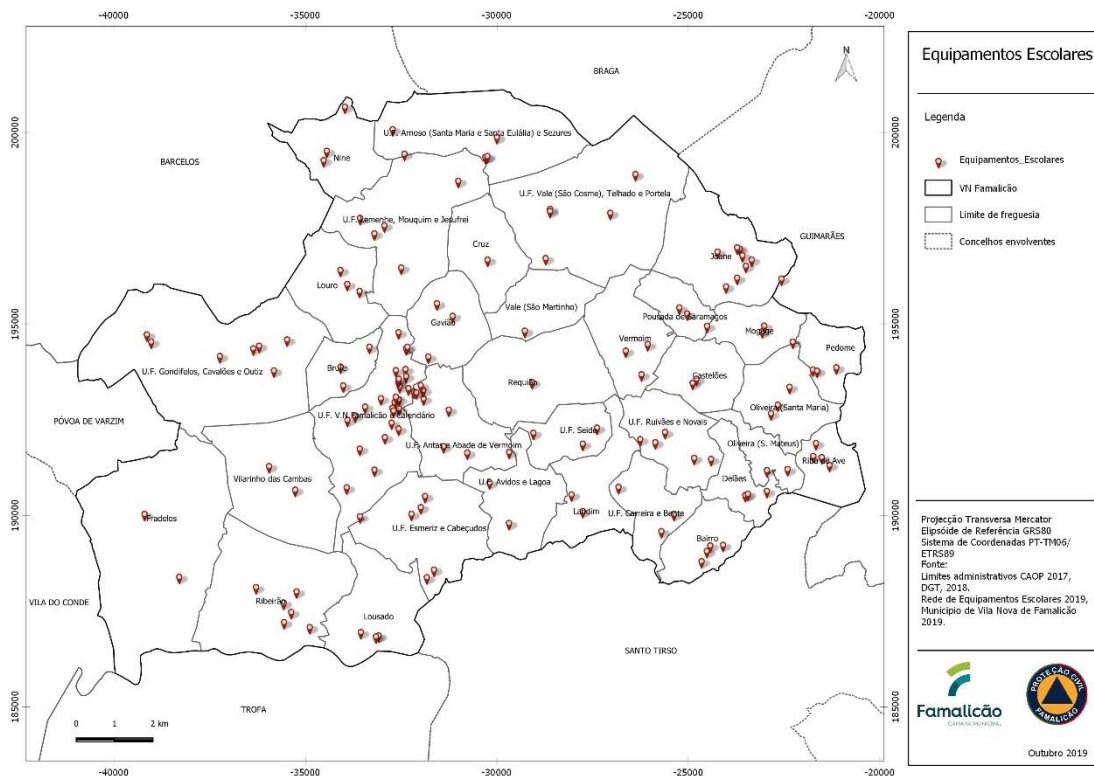 -40000
-35000
-30000
-25000
-20000
200000
195000
190000
185000
200000
195000
190000
185000
N
BRAGA
BARCELOS
GUIMARÃES
PÓVOA DE VARZIM
VILA DO CONDE
TROFA
SANTO TIRSO
U.F. Arnoso (Santa Maria e Santa Eulália) e Sezures
Nine
U.F. Vale (São Cosme), Telhado e Portela
U.F. Lemenhe, Mouquim e Jesufrei
Cruz
Joane
Louro
Vale (São Martinho)
Gavião
Pousada de Saramagos
Mogege
Vermoim
Pedome
Brufe
U.F. Gondifelos, Cavalões e Outiz
Requião
Castelões
Oliveira (Santa Maria)
U.F. V.N. Famalicão e Calendário
U.F. Seide
U.F. Ruivães e Novais
U.F. Antas e Abade de Vermoim
Oliveira (S. Mateus)
Riba de Ave
Vilarinho das Cambas
U.F. Avidos e Lagoa
Delães
Fradelos
U.F. Esmeriz e Cabeçudos
Landim
U.F. Carreira e Bente
Bairro
Ribeirão
Lousado
0 1 2 km
-40000
-35000
-30000
-25000
-20000
Equipamentos Escolares
Legenda
Equipamentos_Escolares
VN Famalicão
Limite de freguesia
Concelhos envolventes
Projecção Transversa Mercator
Elipsóide de Referência GRS80
Sistema de Coordenadas PT-TM06/
ETRS89
Fonte:
Limites administrativos CAOP 2017,
DGT, 2018.
Rede de Equipamentos Escolares 2019,
Municipio de Vila Nova de Famalicão
2019.
Famalicão
CÂMARA MUNICIPAL
PROTEÇÃO CIVIL
FAMALICÃO
Outubro 2019